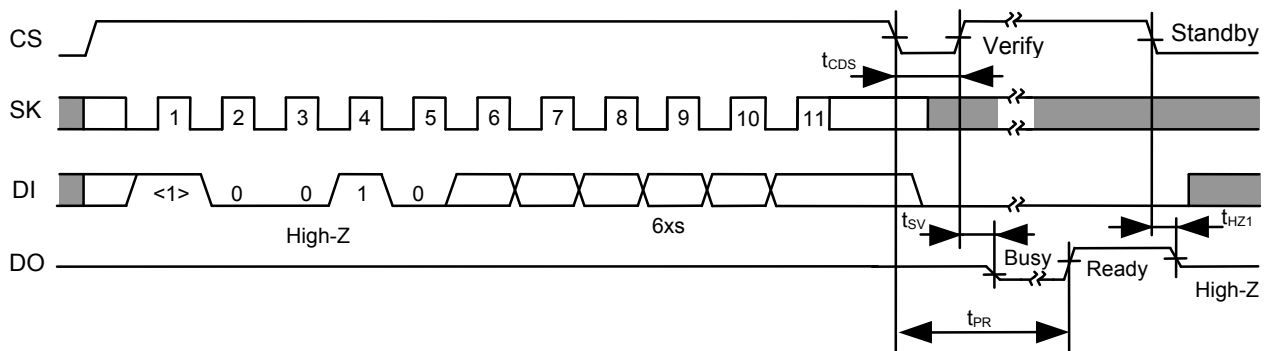 CS
Verify
Standby
tCDS
SK
1 2 3 4 5 6 7 8 9 10 11
DI
<1> 0 0 1 0
6xs
tSV
tHZ1
High-Z
DO
Busy
Ready
High-Z
tPR